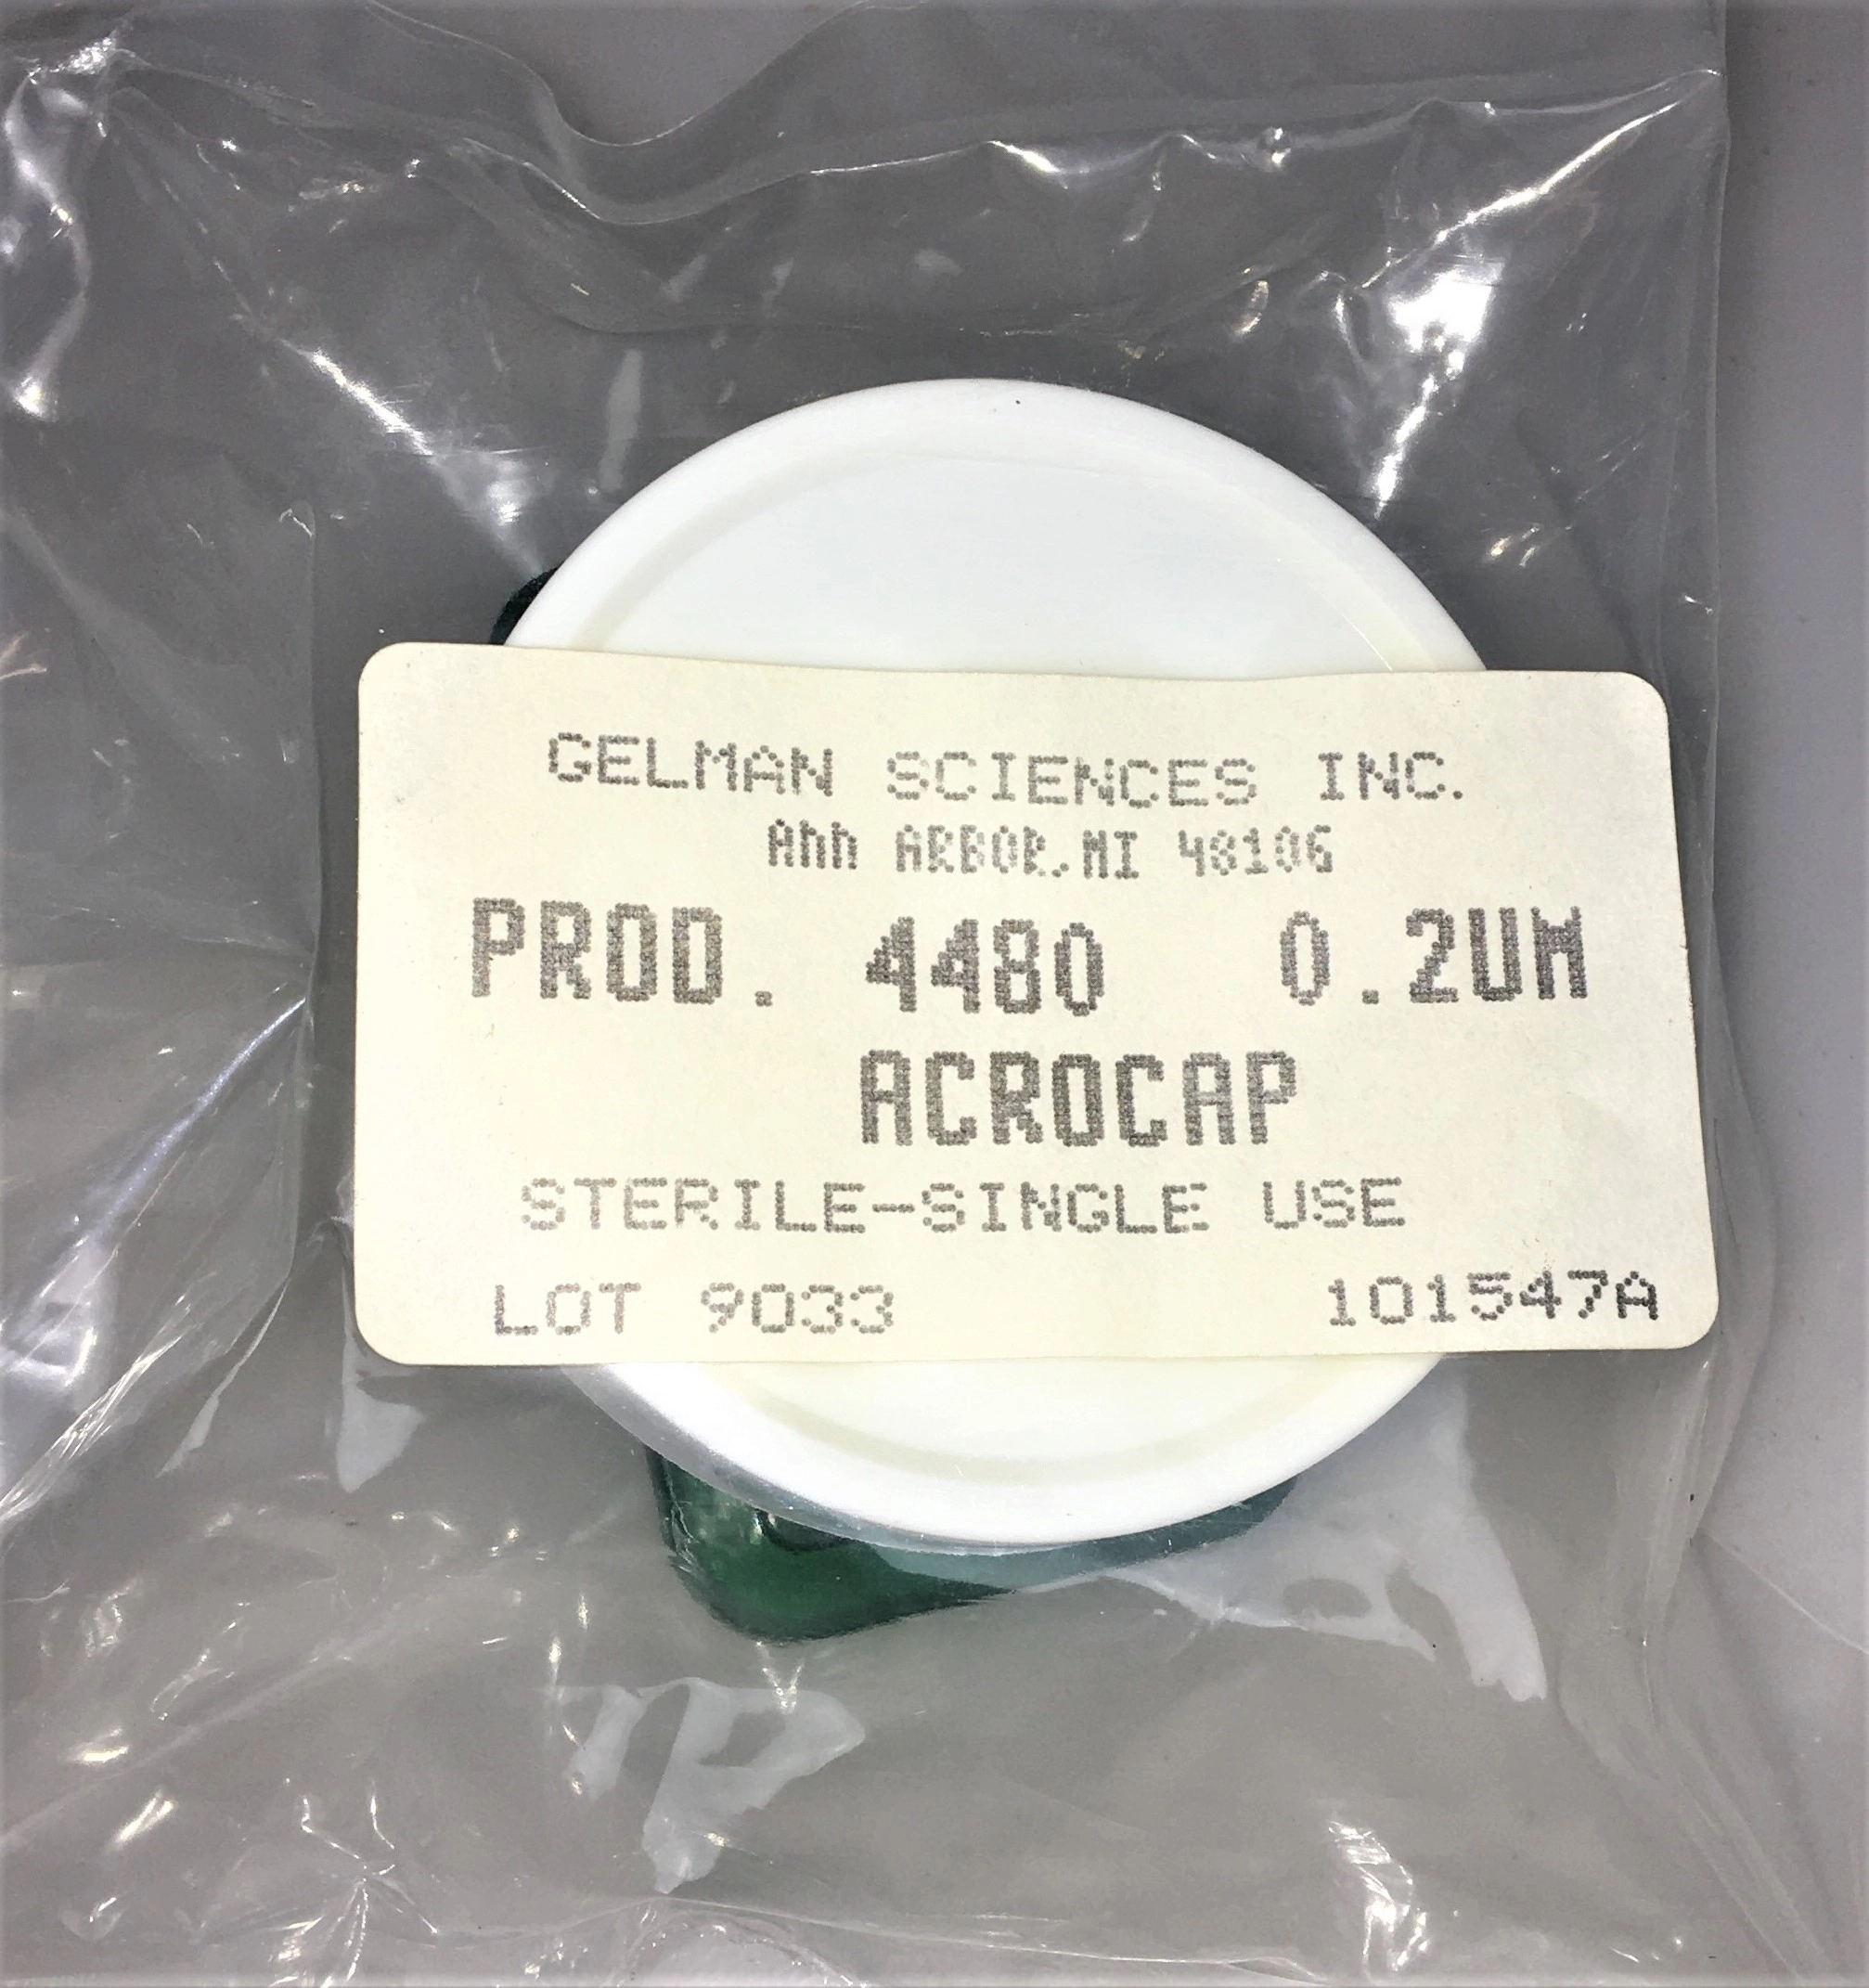 GELMAN SCIENCES INC.
Ann ARBOR,MI 48106
PROD. 4480 0.2UM
ACROCAP
STERILE-SINGLE USE
LOT 9033 101547A